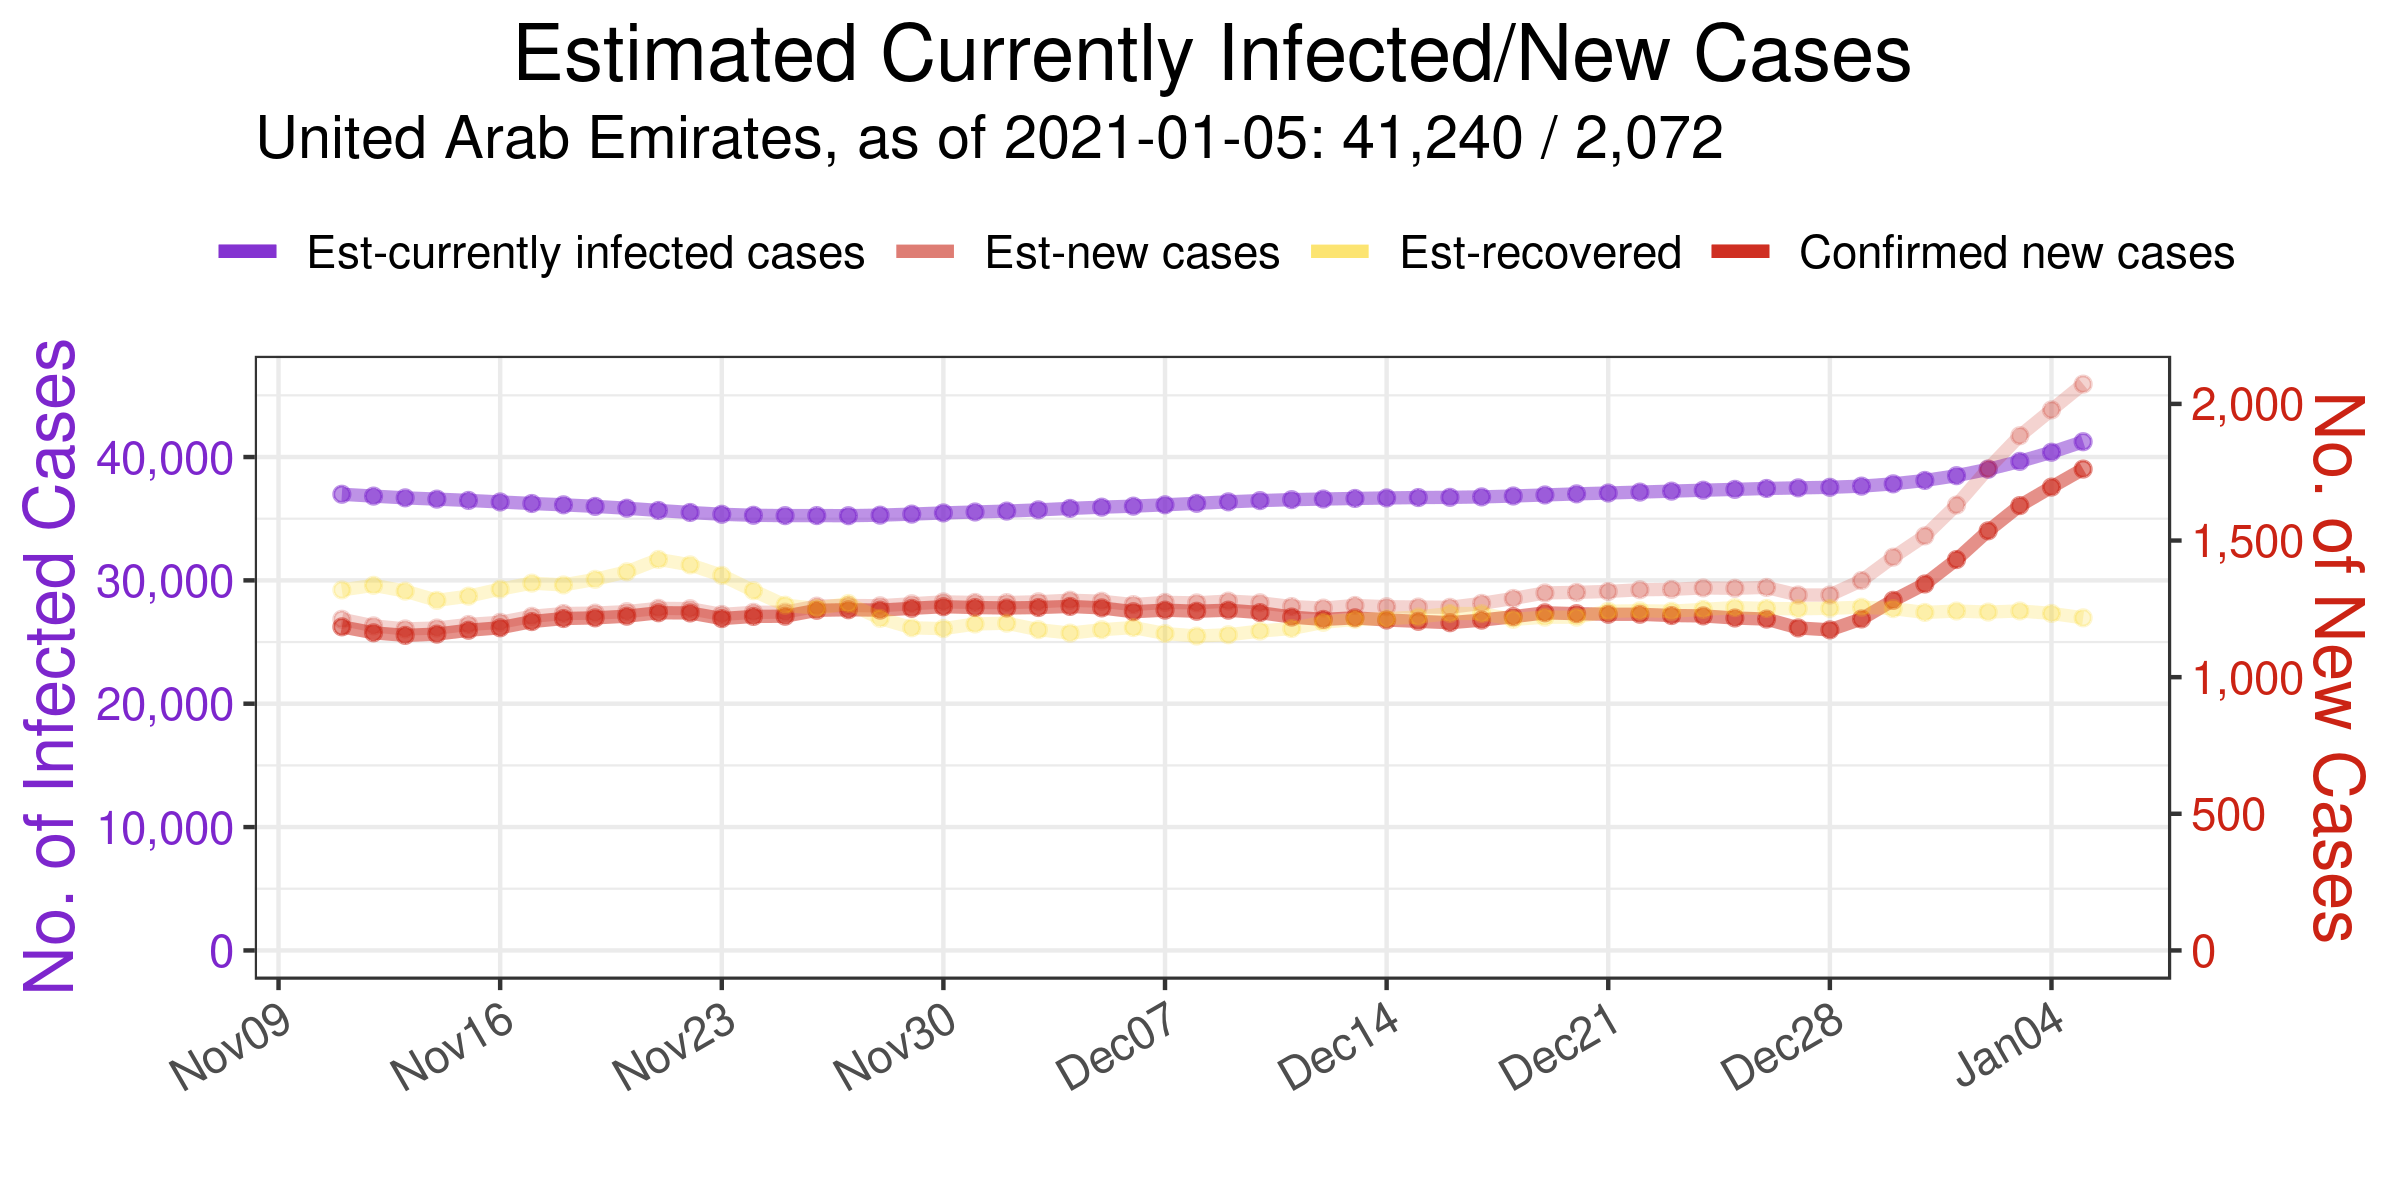 Estimated Currently Infected/New Cases
United Arab Emirates, as of 2021-01-05: 41,240 / 2,072
Est-currently infected cases Est-new cases Est-recovered Confirmed new cases
No. of Infected Cases
40,000
30,000
20,000
10,000
0
2,000
1,500
1,000
500
0
No. of New Cases
Nov09 Nov16 Nov23 Nov30 Dec07 Dec14 Dec21 Dec28 Jan04